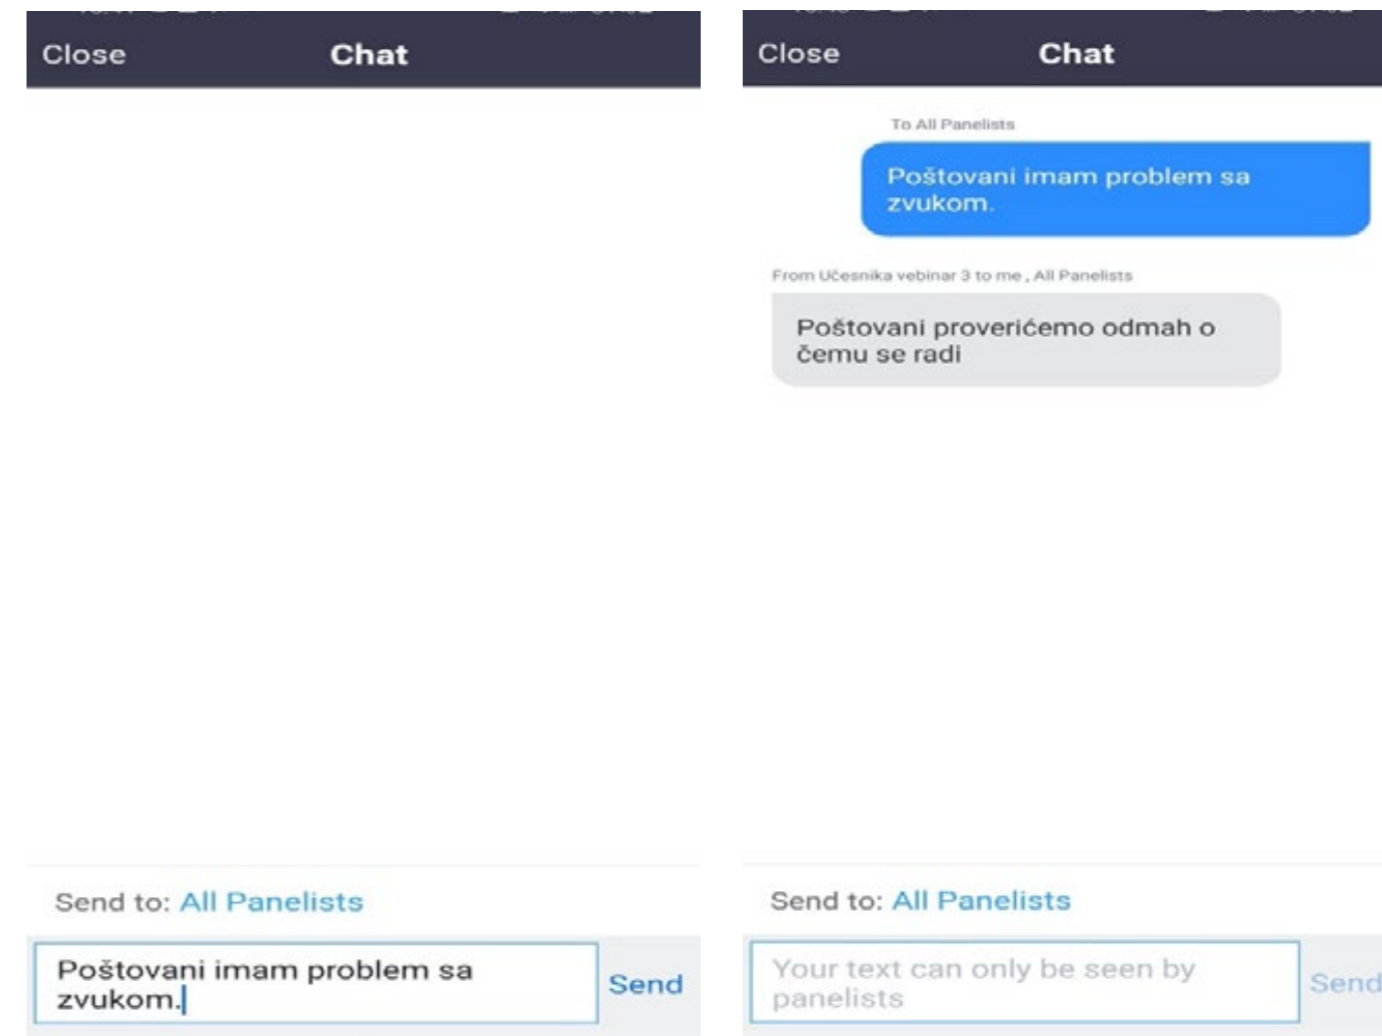 Close Chat
Send to: All Panelists
Poštovani imam problem sa
zvukom.
Send
Close Chat
To All Panelists
Poštovani imam problem sa
zvukom.
From Učesnika vebinar 3 to me , All Panelists
Poštovani proverićemo odmah o
čemu se radi
Send to: All Panelists
Your text can only be seen by
panelists
Send